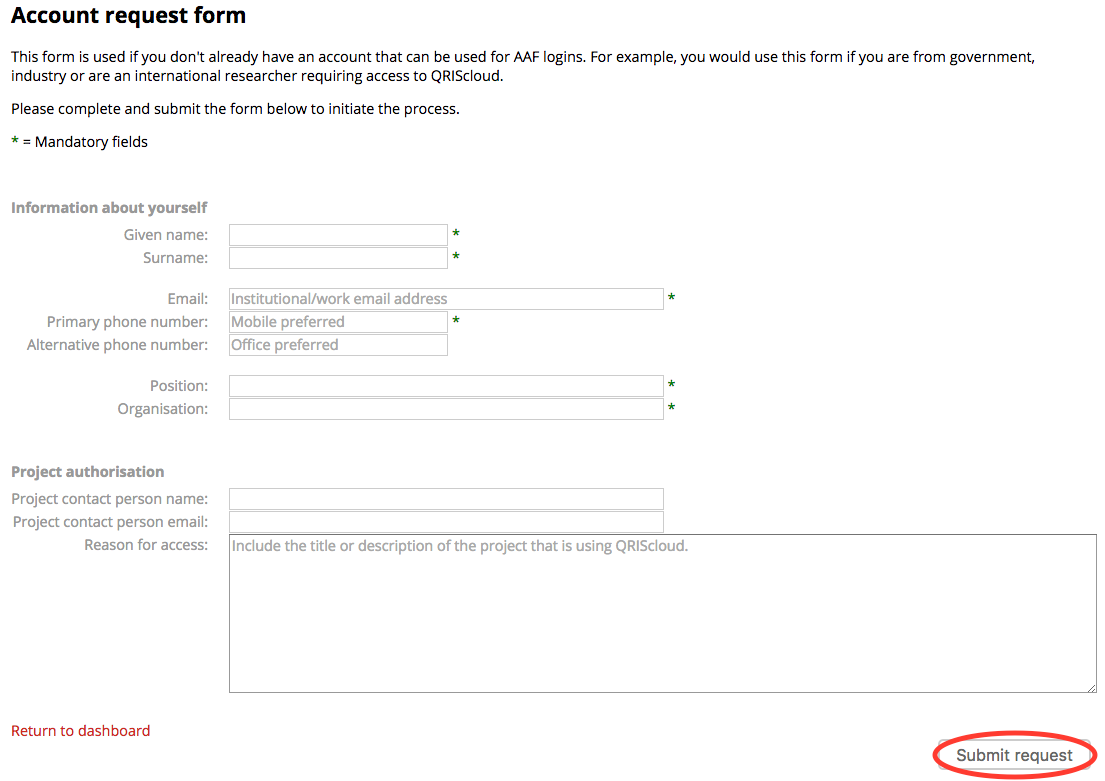 Account request form
This form is used if you don't already have an account that can be used for AAF logins. For example, you would use this form if you are from government,
industry or are an international researcher requiring access to QRIScloud.
Please complete and submit the form below to initiate the process.
* = Mandatory fields
Information about yourself
Given name: *
Surname: *
Email: Institutional/work email address *
Primary phone number: Mobile preferred *
Alternative phone number: Office preferred
Position: *
Organisation: *
Project authorisation
Project contact person name:
Project contact person email:
Reason for access: Include the title or description of the project that is using QRIScloud.
Return to dashboard
Submit request